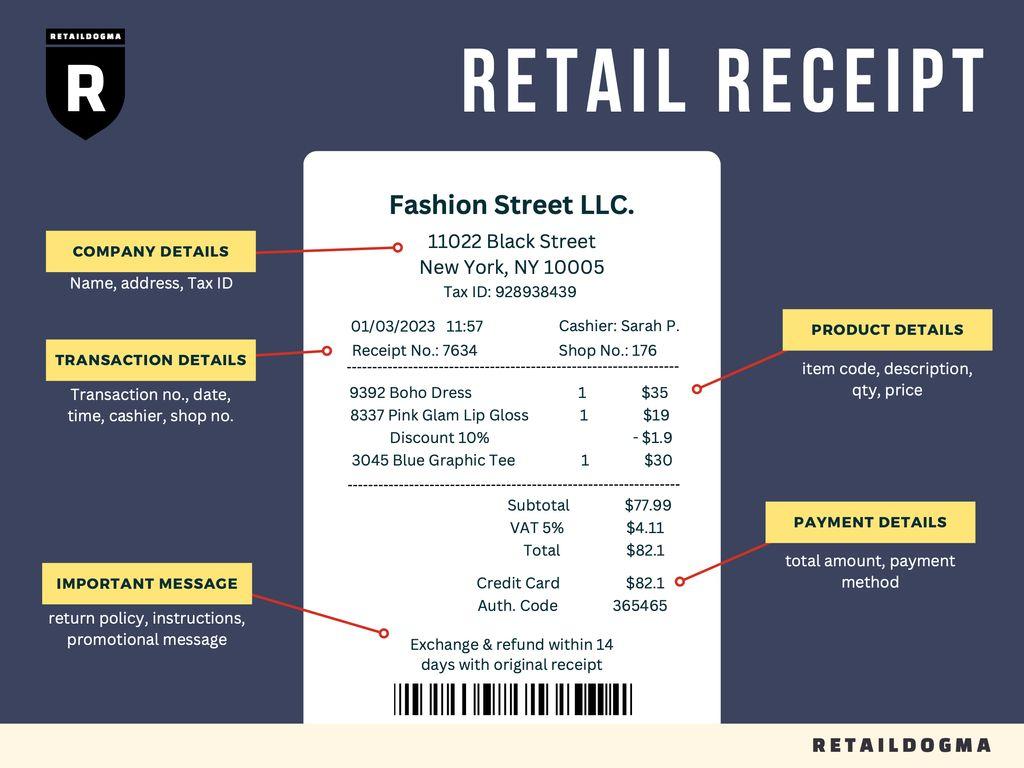 RETAILDOGMA
R
RETAIL RECEIPT
Fashion Street LLC.
11022 Black Street
New York, NY 10005
Tax ID: 928938439
COMPANY DETAILS
Name, address, Tax ID
01/03/2023 11:57 Cashier: Sarah P.
Receipt No.: 7634 Shop No.: 176
TRANSACTION DETAILS
Transaction no., date,
time, cashier, shop no.
PRODUCT DETAILS
item code, description,
qty, price
9392 Boho Dress 1 $35
8337 Pink Glam Lip Gloss 1 $19
Discount 10% - $1.9
3045 Blue Graphic Tee 1 $30
Subtotal $77.99
VAT 5% $4.11
Total $82.1
Credit Card $82.1
Auth. Code 365465
PAYMENT DETAILS
total amount, payment
method
IMPORTANT MESSAGE
return policy, instructions,
promotional message
Exchange & refund within 14
days with original receipt
RETAILDOGMA